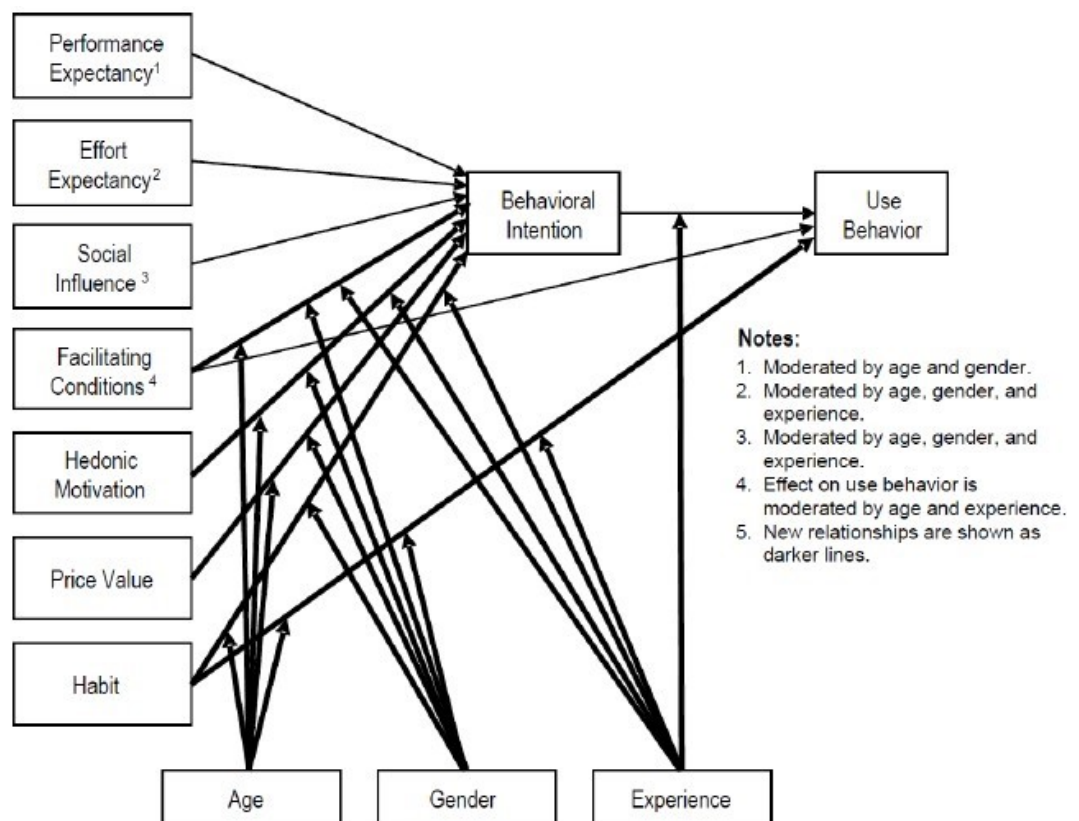 Performance
Expectancy¹
Effort
Expectancy²
Social
Influence ³
Facilitating
Conditions ⁴
Hedonic
Motivation
Price Value
Habit
Behavioral
Intention
Use
Behavior
Notes:
1. Moderated by age and gender.
2. Moderated by age, gender, and
experience.
3. Moderated by age, gender, and
experience.
4. Effect on use behavior is
moderated by age and experience.
5. New relationships are shown as
darker lines.
Age
Gender
Experience